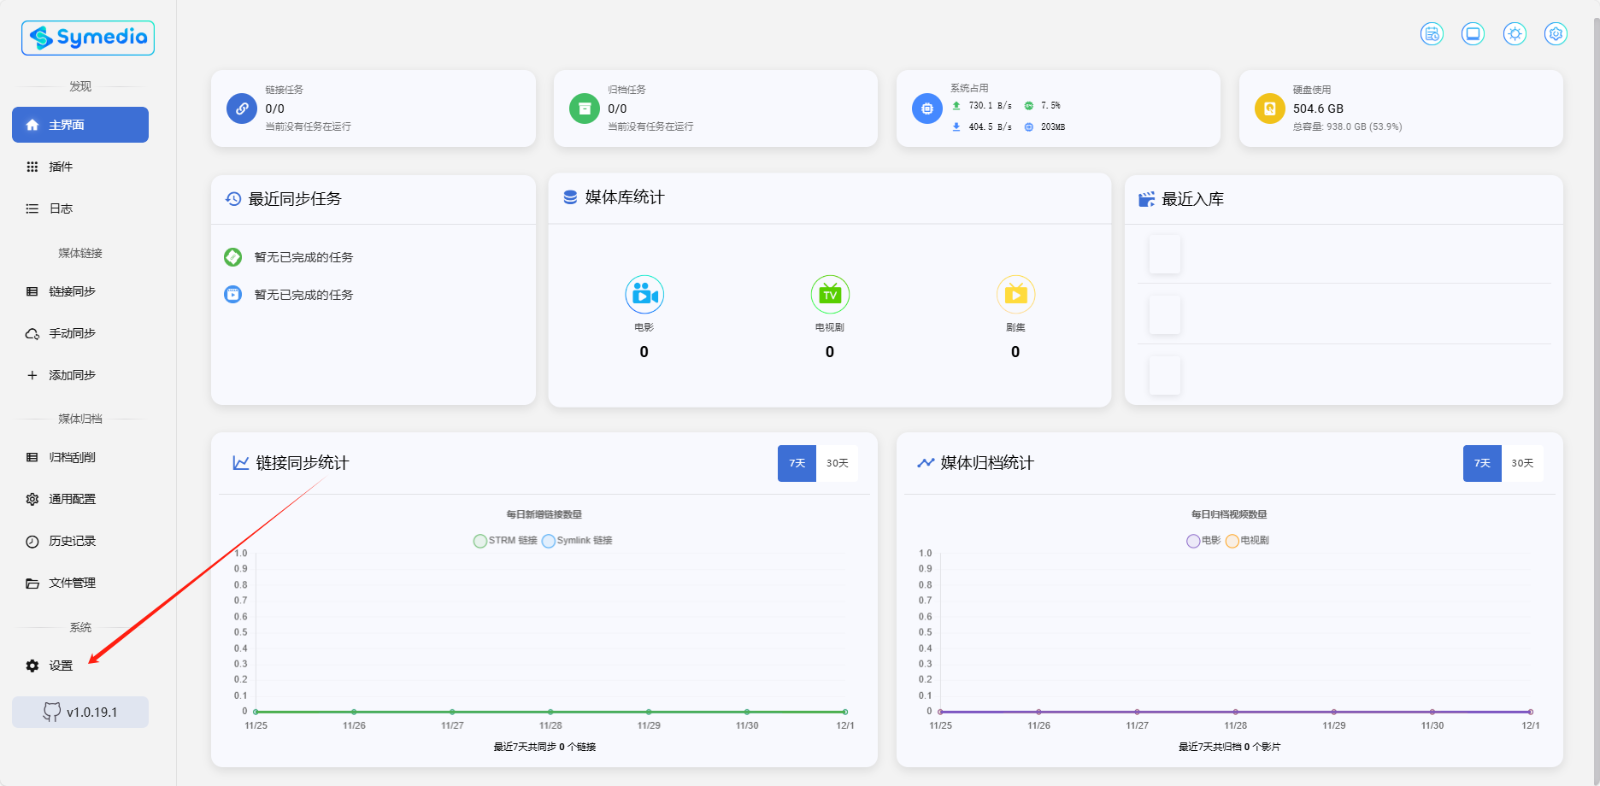 Symedia
发现
主界面
插件
日志
媒体链接
链接同步
手动同步
添加同步
媒体归档
归档刮削
通用配置
历史记录
文件管理
系统
设置
v1.0.19.1
链接任务
0/0
当前没有任务在运行
归档任务
0/0
当前没有任务在运行
系统占用
730.1 B/s 7.5%
404.5 B/s 203MB
硬盘使用
504.6 GB
总容量: 938.0 GB (53.9%)
最近同步任务
暂无已完成的任务
暂无已完成的任务
媒体库统计
TV
电影 电视剧 剧集
0 0 0
最近入库
链接同步统计
7天 30天
每日新增链接数量
STRM 链接 Symlink 链接
1.0
0.9
0.8
0.7
0.6
0.5
0.4
0.3
0.2
0.1
0
11/25 11/26 11/27 11/28 11/29 11/30 12/1
最近7天共同步 0 个链接
媒体归档统计
7天 30天
每日归档视频数量
电影 电视剧
1.0
0.9
0.8
0.7
0.6
0.5
0.4
0.3
0.2
0.1
0
11/25 11/26 11/27 11/28 11/29 11/30 12/1
最近7天共归档 0 个影片